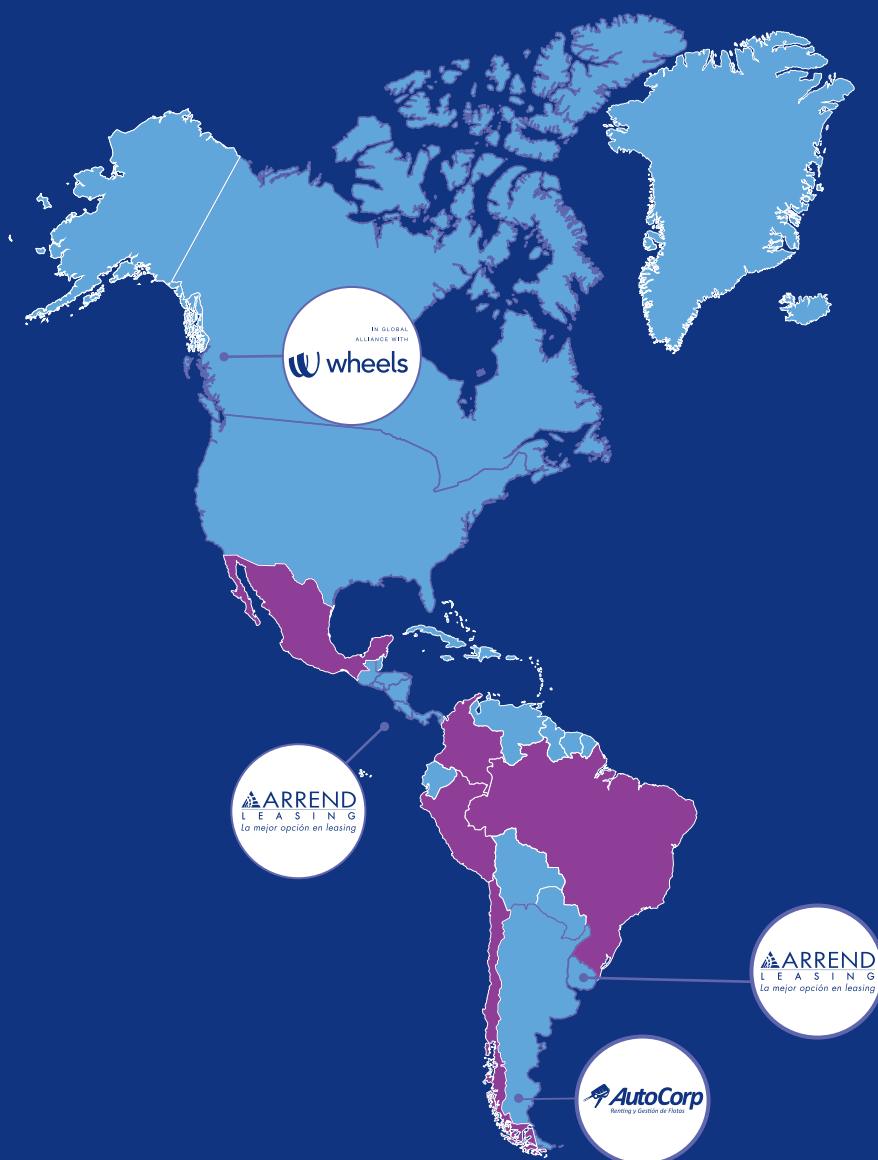 IN GLOBAL
ALLIANCE WITH
wheels
ARREND
LEASING
La mejor opción en leasing
ARREND
LEASING
La mejor opción en leasing
AutoCorp
Renting y Gestión de Flotas